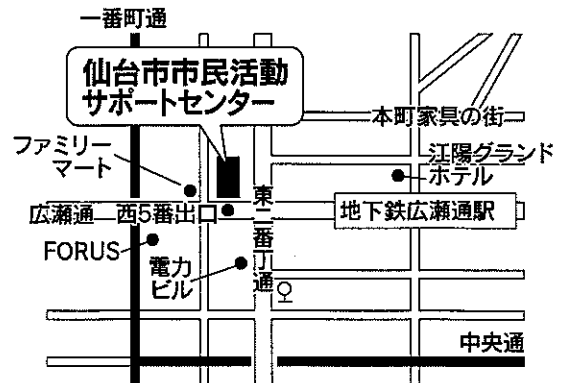 一番町通
仙台市市民活動
サポートセンター
本町家具の街
ファミリー
マート
江陽グランド
ホテル
広瀬通
西5番出口
東二番丁通
地下鉄広瀬通駅
FORUS
電力
ビル
中央通